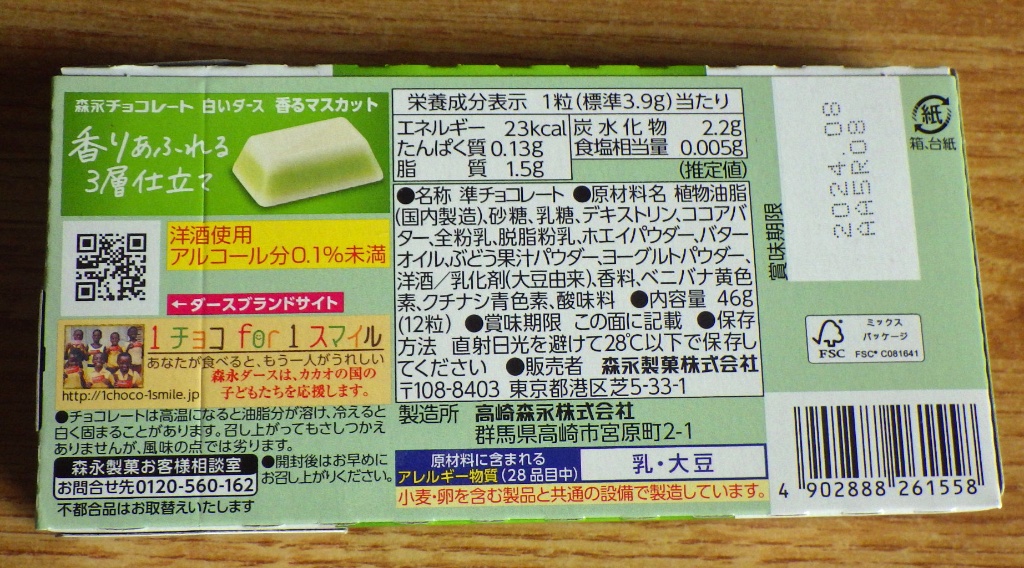 森永チョコレート 白いダース 香るマスカット
香りあふれる
3層仕立て
洋酒使用
アルコール分0.1%未満
←ダースブランドサイト
1 チョコ for 1 スマイル
あなたが食べると、もう一人がうれしい
森永ダースは、カカオの国の
子どもたちを応援します。
http://1choco-1smile.jp
●チョコレートは高温になると油脂分が溶け、冷えると
白く固まることがあります。召し上がってもさしつかえ
ありませんが、風味の点では劣ります。
森永製菓お客様相談室
お問合せ先0120-560-162
不都合品はお取替えいたします
●開封後はお早めに
お召し上がりください。
栄養成分表示 1粒(標準3.9g)当たり
エネルギー 23kcal
たんぱく質 0.13g
脂質 1.5g
炭水化物 2.2g
食塩相当量 0.005g
(推定値)
●名称 準チョコレート ●原材料名 植物油脂
(国内製造)、砂糖、乳糖、デキストリン、ココアバ
ター、全粉乳、脱脂粉乳、ホエイパウダー、バター
オイル、ぶどう果汁パウダー、ヨーグルトパウダー、
洋酒/乳化剤(大豆由来)、香料、ベニバナ黄色
素、クチナシ青色素、酸味料 ●内容量 46g
(12粒) ●賞味期限 この面に記載 ●保存
方法 直射日光を避けて28℃以下で保存し
てください ●販売者 森永製菓株式会社
〒108-8403 東京都港区芝5-33-1
製造所 高崎森永株式会社
群馬県高崎市宮原町2-1
原材料に含まれる
アレルギー物質(28品目中)
乳・大豆
小麦・卵を含む製品と共通の設備で製造しています。
賞味期限
2024.06
AA5R08
紙
箱、台紙
FSC
ミックス
パッケージ
FSC® C081641
4 902888 261558